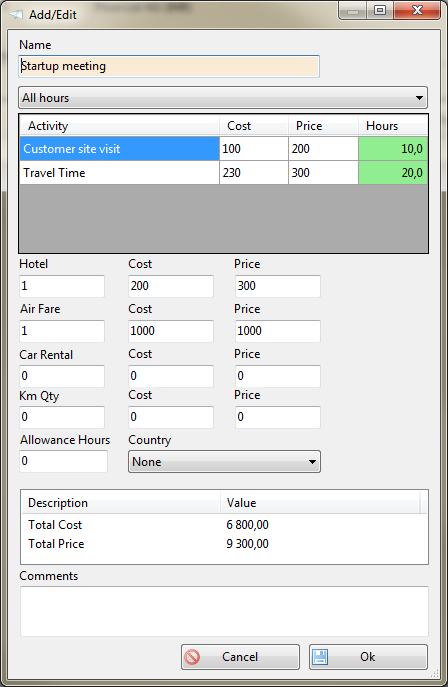 Add/Edit
Name
Startup meeting
All hours
Activity Cost Price Hours
Customer site visit 100 200 10,0
Travel Time 230 300 20,0
Hotel Cost Price
1 200 300
Air Fare Cost Price
1 1000 1000
Car Rental Cost Price
0 0 0
Km Qty Cost Price
0 0 0
Allowance Hours Country
0 None
Description Value
Total Cost 6 800,00
Total Price 9 300,00
Comments
Cancel Ok